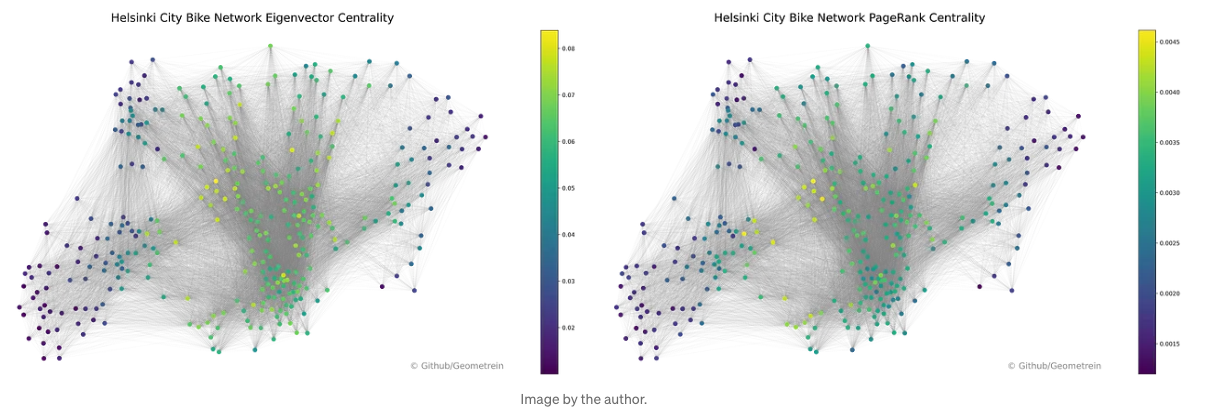 Helsinki City Bike Network Eigenvector Centrality
0.08
0.07
0.06
0.05
0.04
0.03
0.02
© Github/Geometrein
Helsinki City Bike Network PageRank Centrality
0.0045
0.0040
0.0035
0.0030
0.0025
0.0020
0.0015
© Github/Geometrein
Image by the author.